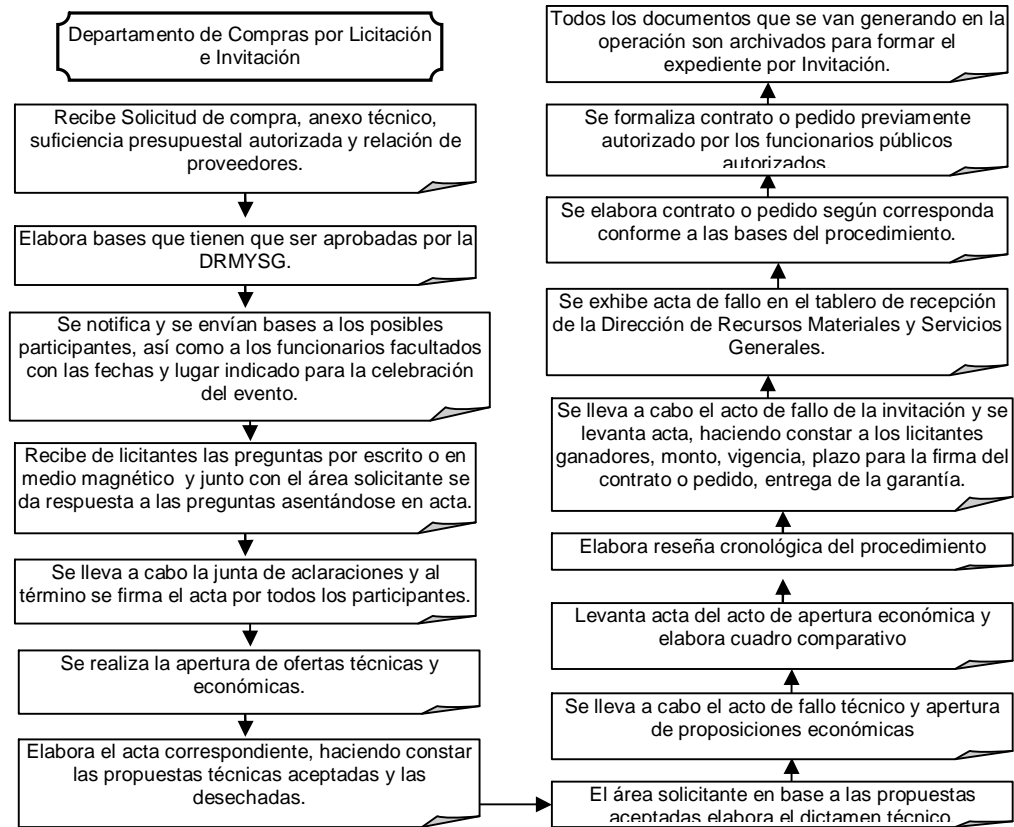 Departamento de Compras por Licitación
e Invitación
Recibe Solicitud de compra, anexo técnico,
suficiencia presupuestal autorizada y relación de
proveedores.
Elabora bases que tienen que ser aprobadas por la
DRMYSG.
Se notifica y se envían bases a los posibles
participantes, así como a los funcionarios facultados
con las fechas y lugar indicado para la celebración
del evento.
Recibe de licitantes las preguntas por escrito o en
medio magnético y junto con el área solicitante se
da respuesta a las preguntas asentándose en acta.
Se lleva a cabo la junta de aclaraciones y al
término se firma el acta por todos los participantes.
Se realiza la apertura de ofertas técnicas y
económicas.
Elabora el acta correspondiente, haciendo constar
las propuestas técnicas aceptadas y las
desechadas.
El área solicitante en base a las propuestas
aceptadas elabora el dictamen técnico
Se lleva a cabo el acto de fallo técnico y apertura
de proposiciones económicas
Levanta acta del acto de apertura económica y
elabora cuadro comparativo
Elabora reseña cronológica del procedimiento
Se lleva a cabo el acto de fallo de la invitación y se
levanta acta, haciendo constar a los licitantes
ganadores, monto, vigencia, plazo para la firma del
contrato o pedido, entrega de la garantía.
Se exhibe acta de fallo en el tablero de recepción
de la Dirección de Recursos Materiales y Servicios
Generales.
Se elabora contrato o pedido según corresponda
conforme a las bases del procedimiento.
Se formaliza contrato o pedido previamente
autorizado por los funcionarios públicos
autorizados
Todos los documentos que se van generando en la
operación son archivados para formar el
expediente por Invitación.